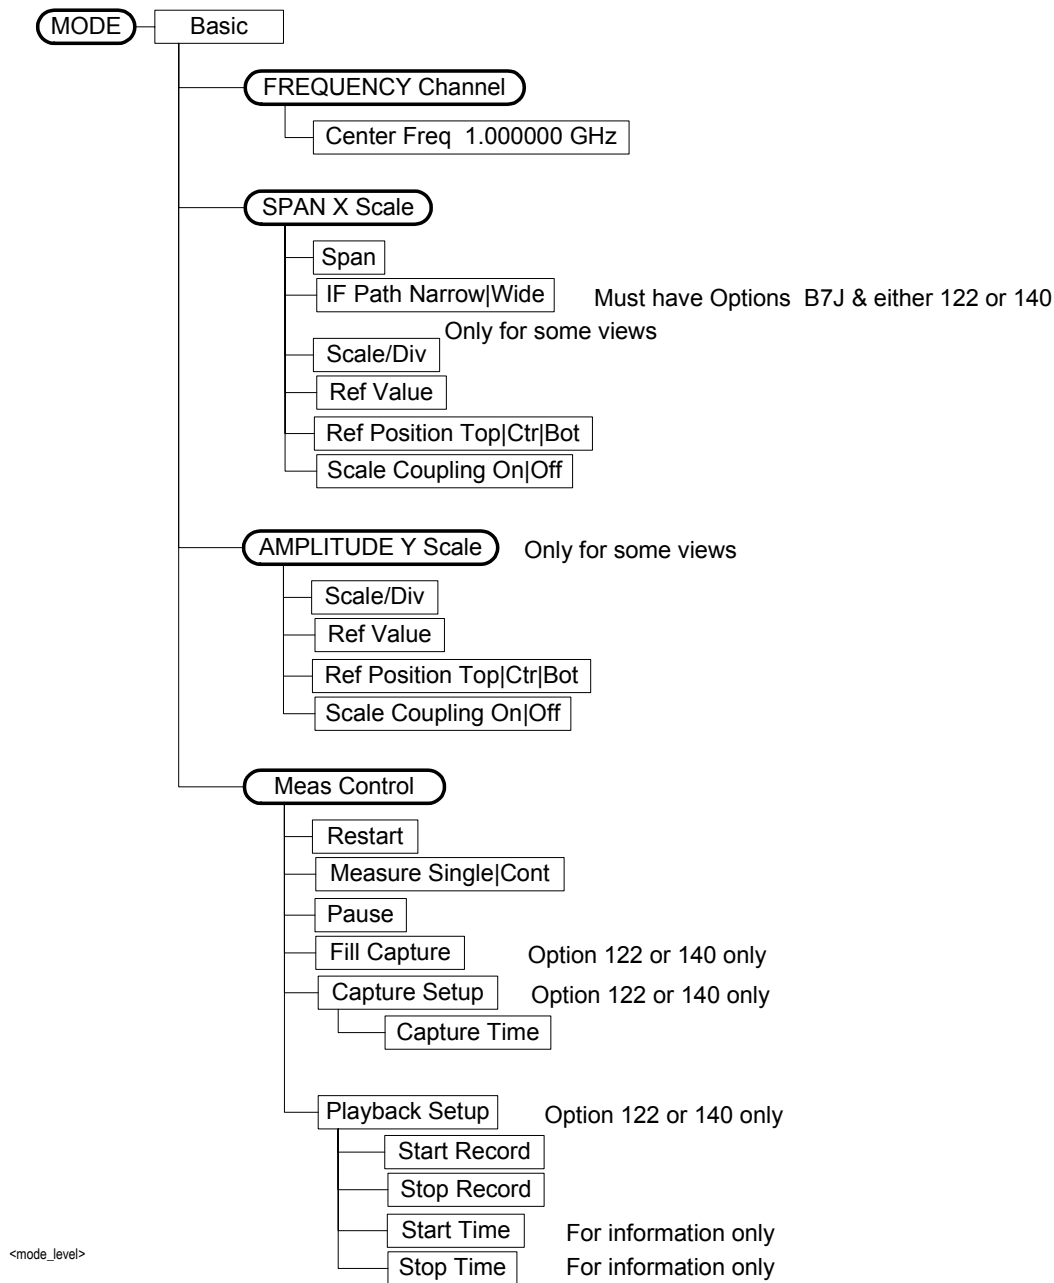 MODE Basic
FREQUENCY Channel
Center Freq 1.000000 GHz
SPAN X Scale
Span
IF Path Narrow|Wide Must have Options B7J & either 122 or 140
Only for some views
Scale/Div
Ref Value
Ref Position Top|Ctr|Bot
Scale Coupling On|Off
AMPLITUDE Y Scale Only for some views
Scale/Div
Ref Value
Ref Position Top|Ctr|Bot
Scale Coupling On|Off
Meas Control
Restart
Measure Single|Cont
Pause
Fill Capture Option 122 or 140 only
Capture Setup Option 122 or 140 only
Capture Time
Playback Setup Option 122 or 140 only
Start Record
Stop Record
Start Time For information only
<mode_level>
Stop Time For information only